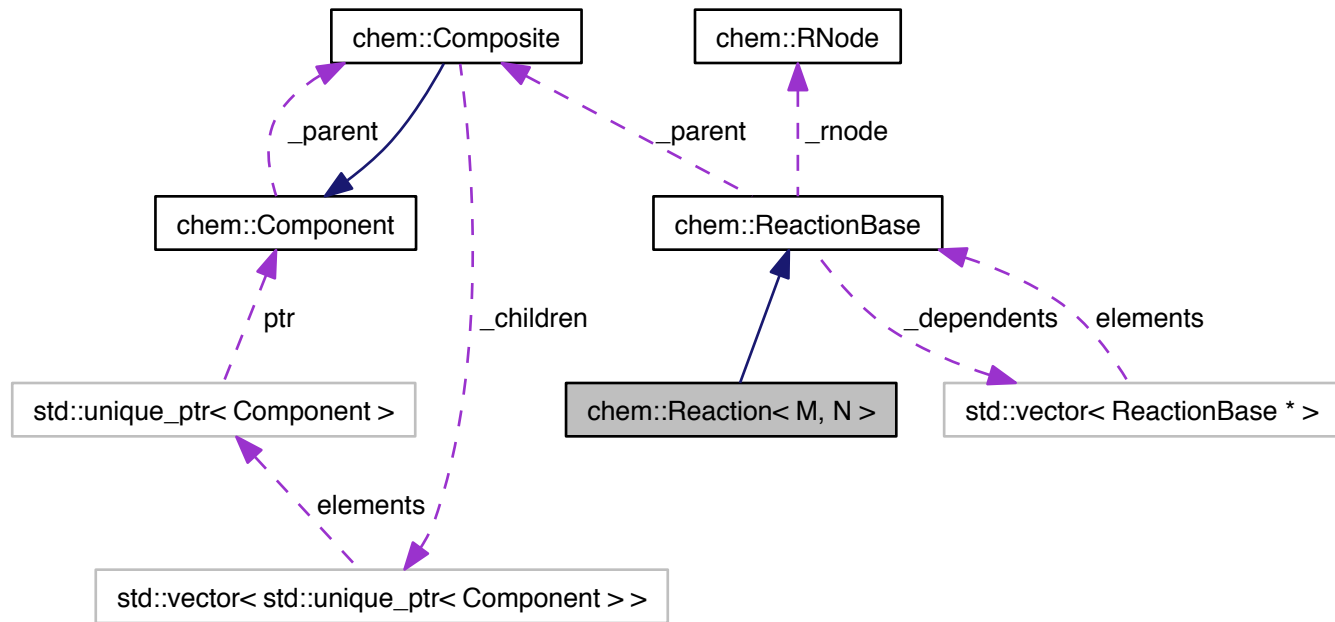 chem::Composite
chem::RNode
_parent
_parent
_rnode
chem::Component
chem::ReactionBase
ptr
_children
_dependents
elements
std::unique_ptr< Component >
chem::Reaction< M, N >
std::vector< ReactionBase * >
elements
std::vector< std::unique_ptr< Component > >